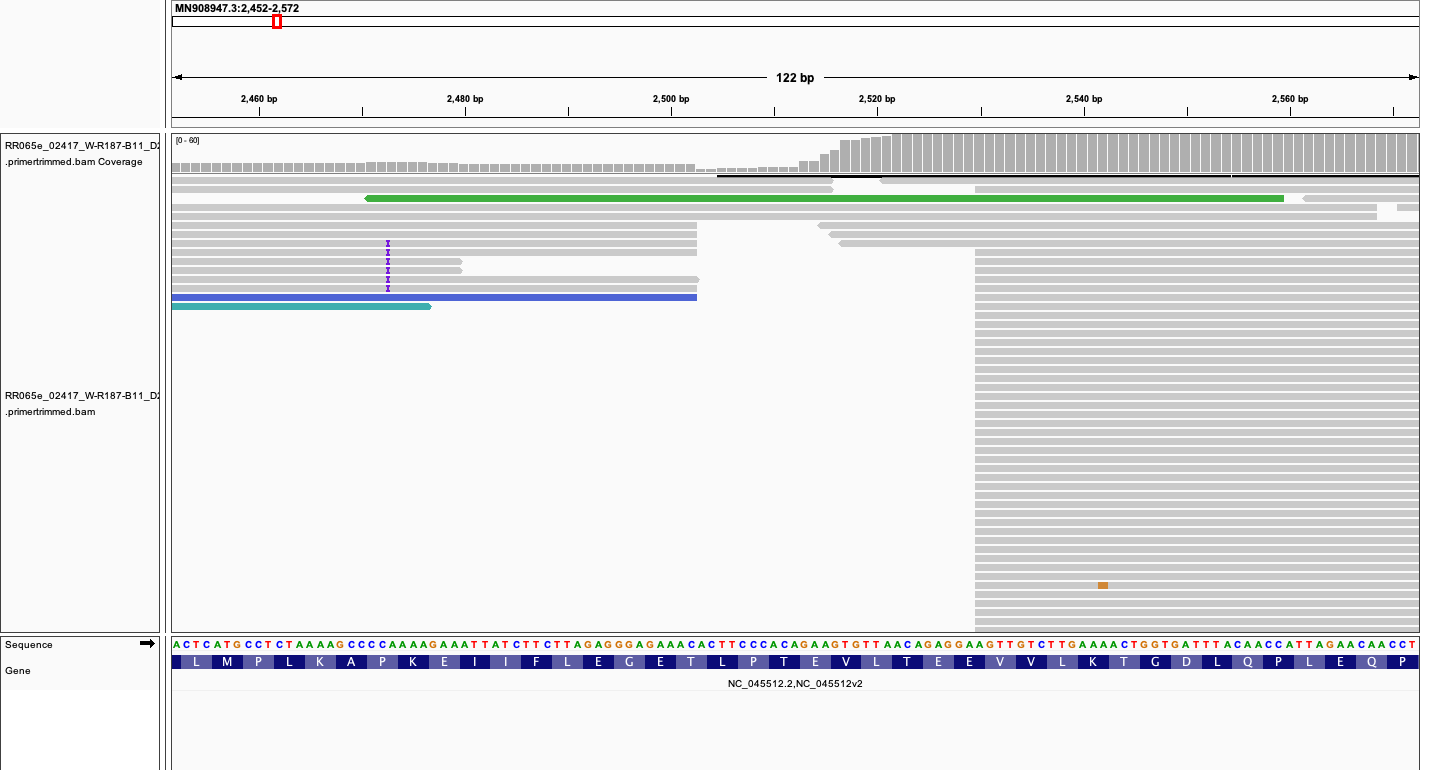 MN908947.3:2,452-2,572
122 bp
2,460 bp 2,480 bp 2,500 bp 2,520 bp 2,540 bp 2,560 bp
RR065e_02417_W-R187-B11_D2
.primertrimmed.bam Coverage
[0 - 60]
RR065e_02417_W-R187-B11_D2
.primertrimmed.bam
Sequence
ACTCATGCCTCTAAAAGCCCCAAAAGAAATTATCTTCTTAGAGGGAGAAACACTTCCCACAGAAGTGTTAACAGAGGAAGTTGTCTTGAAAACTGGTGATTTACAACCATTAGAACAACCT
Gene
L M P L K A P K E I I F L E G E T L P T E V L T E E V V L K T G D L Q P L E Q P
NC_045512.2,NC_045512v2